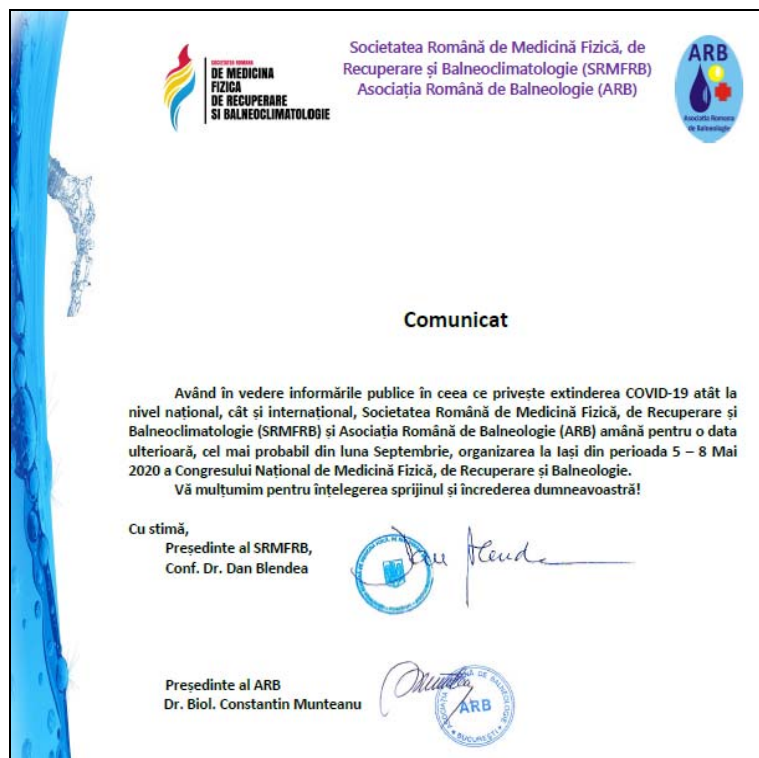 SOCIETATEA ROMÂNĂ
DE MEDICINA
FIZICA
DE RECUPERARE
SI BALNEOCLIMATOLOGIE
Societatea Română de Medicină Fizică, de
Recuperare și Balneoclimatologie (SRMFRB)
Asociația Română de Balneologie (ARB)
ARB
Asociatia Romana
de Balneologie
Comunicat
Având în vedere informările publice în ceea ce privește extinderea COVID-19 atât la
nivel național, cât și internațional, Societatea Română de Medicină Fizică, de Recuperare și
Balneoclimatologie (SRMFRB) și Asociația Română de Balneologie (ARB) amână pentru o data
ulterioară, cel mai probabil din luna Septembrie, organizarea la Iași din perioada 5 – 8 Mai
2020 a Congresului Național de Medicină Fizică, de Recuperare și Balneologie.
Vă mulțumim pentru înțelegerea sprijinul și încrederea dumneavoastră!
Cu stimă,
Președinte al SRMFRB,
Conf. Dr. Dan Blendea
Președinte al ARB
Dr. Biol. Constantin Munteanu
ASOCIAȚIA ROMÂNĂ DE BALNEOLOGIE
ARB
BUCUREȘTI